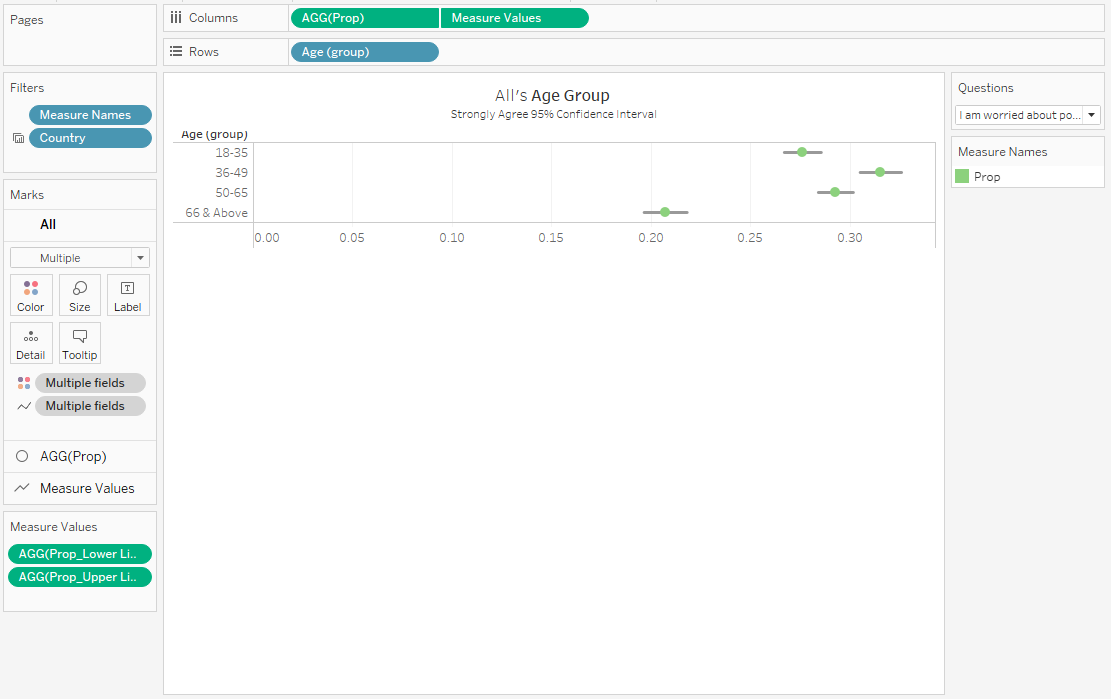 Pages
Columns
AGG(Prop)
Measure Values
Rows
Age (group)
Filters
Measure Names
Country
Marks
All
Multiple
Color
Size
Label
Detail
Tooltip
Multiple fields
Multiple fields
AGG(Prop)
Measure Values
Measure Values
AGG(Prop_Lower Li..
AGG(Prop_Upper Li..
All's Age Group
Strongly Agree 95% Confidence Interval
Age (group)
18-35
36-49
50-65
66 & Above
0.00 0.05 0.10 0.15 0.20 0.25 0.30
Questions
I am worried about po...
Measure Names
Prop